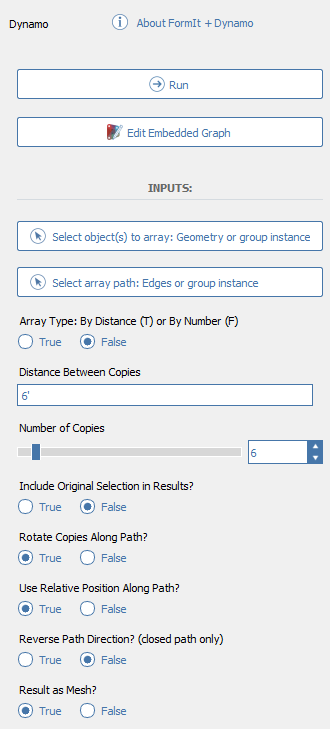 Dynamo
About FormIt + Dynamo
Run
Edit Embedded Graph
INPUTS:
Select object(s) to array: Geometry or group instance
Select array path: Edges or group instance
Array Type: By Distance (T) or By Number (F)
True False
Distance Between Copies
6'
Number of Copies
6
Include Original Selection in Results?
True False
Rotate Copies Along Path?
True False
Use Relative Position Along Path?
True False
Reverse Path Direction? (closed path only)
True False
Result as Mesh?
True False